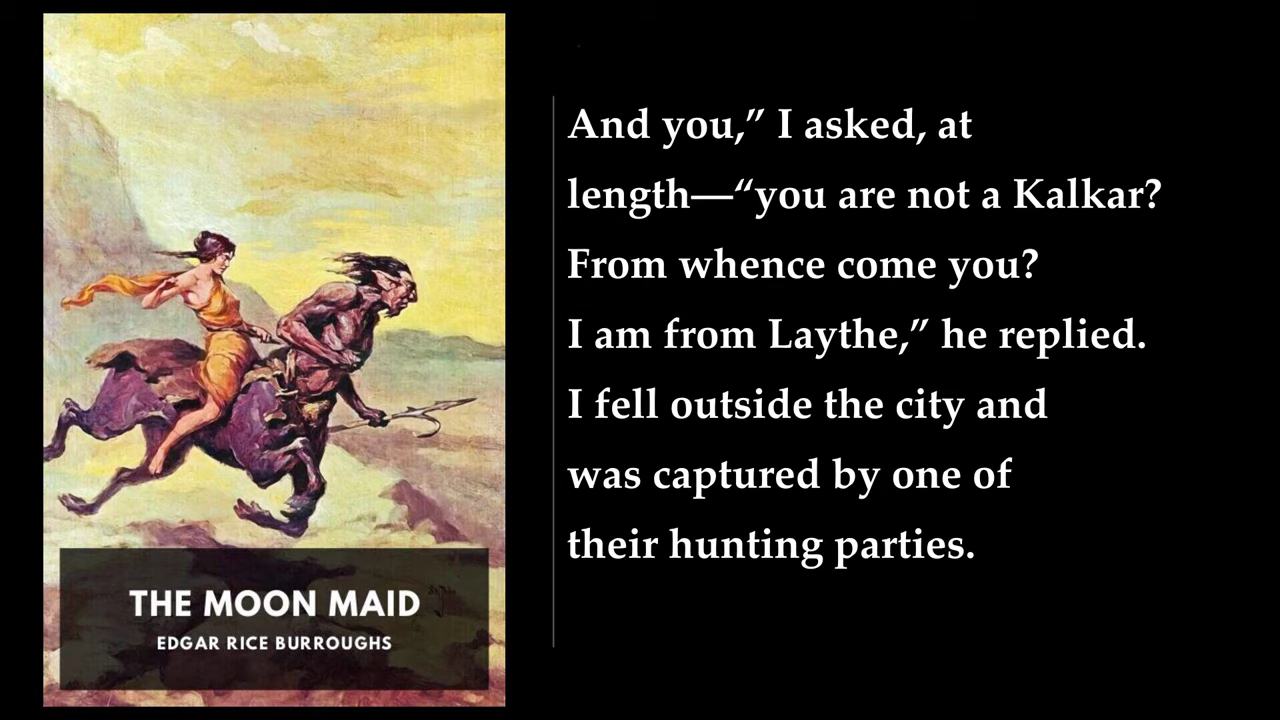 THE MOON MAID
EDGAR RICE BURROUGHS
And you,” I asked, at
length—“you are not a Kalkar?
From whence come you?
I am from Laythe,” he replied.
I fell outside the city and
was captured by one of
their hunting parties.